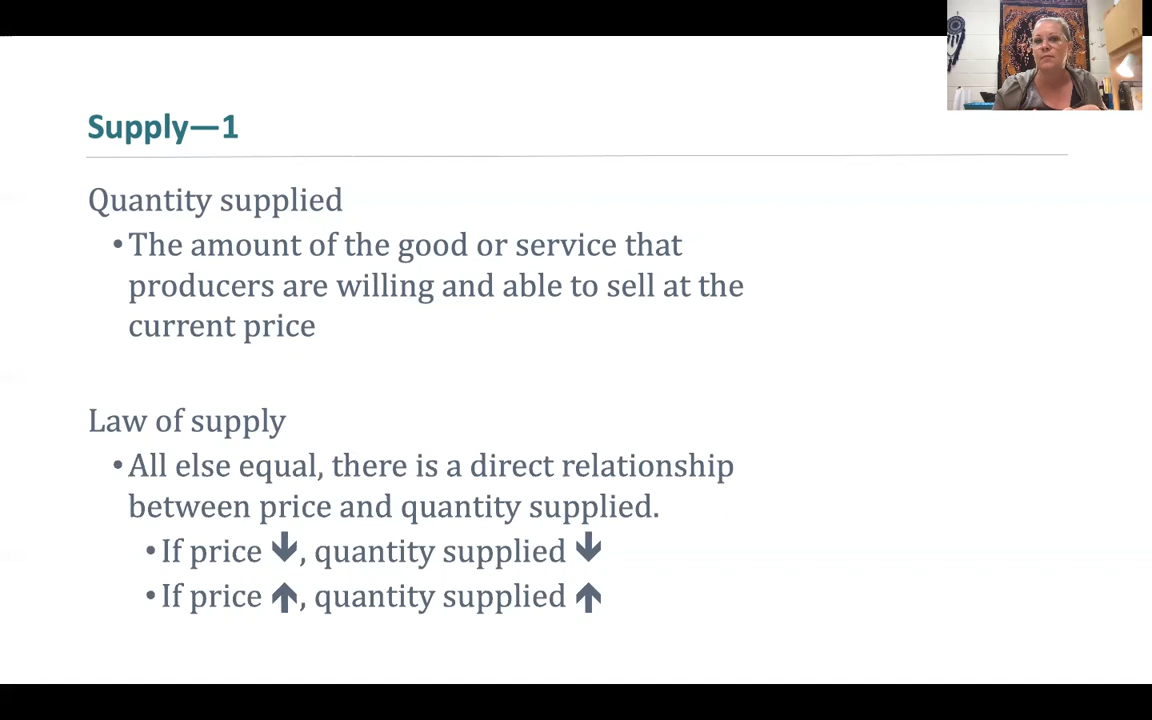 Supply—1
Quantity supplied
•The amount of the good or service that
producers are willing and able to sell at the
current price
Law of supply
•All else equal, there is a direct relationship
between price and quantity supplied.
•If price 🡇, quantity supplied 🡇
•If price 🡅, quantity supplied 🡅